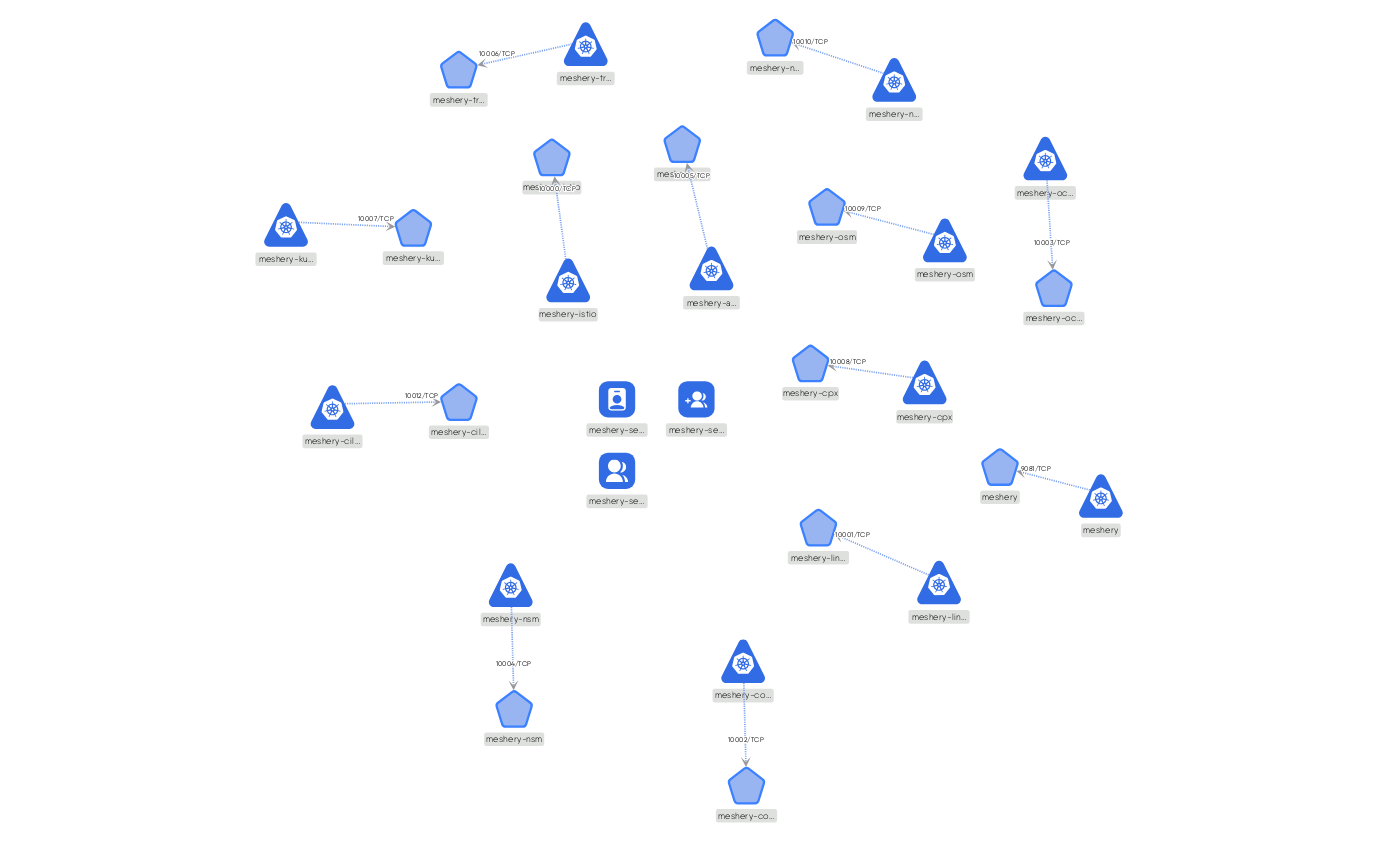 10006/TCP
meshery-tr...
meshery-tr...
10010/TCP
meshery-n...
meshery-n...
10000/TCP
10005/TCP
meshery-oc...
10003/TCP
meshery-oc...
10007/TCP
meshery-ku...
meshery-ku...
meshery-istio
meshery-a...
10009/TCP
meshery-osm
meshery-osm
10008/TCP
meshery-cpx
meshery-cpx
10012/TCP
meshery-cil...
meshery-cil...
meshery-se...
meshery-se...
meshery-se...
9081/TCP
meshery
meshery
10001/TCP
meshery-lin...
meshery-lin...
meshery-nsm
10004/TCP
meshery-nsm
meshery-co...
10002/TCP
meshery-co...